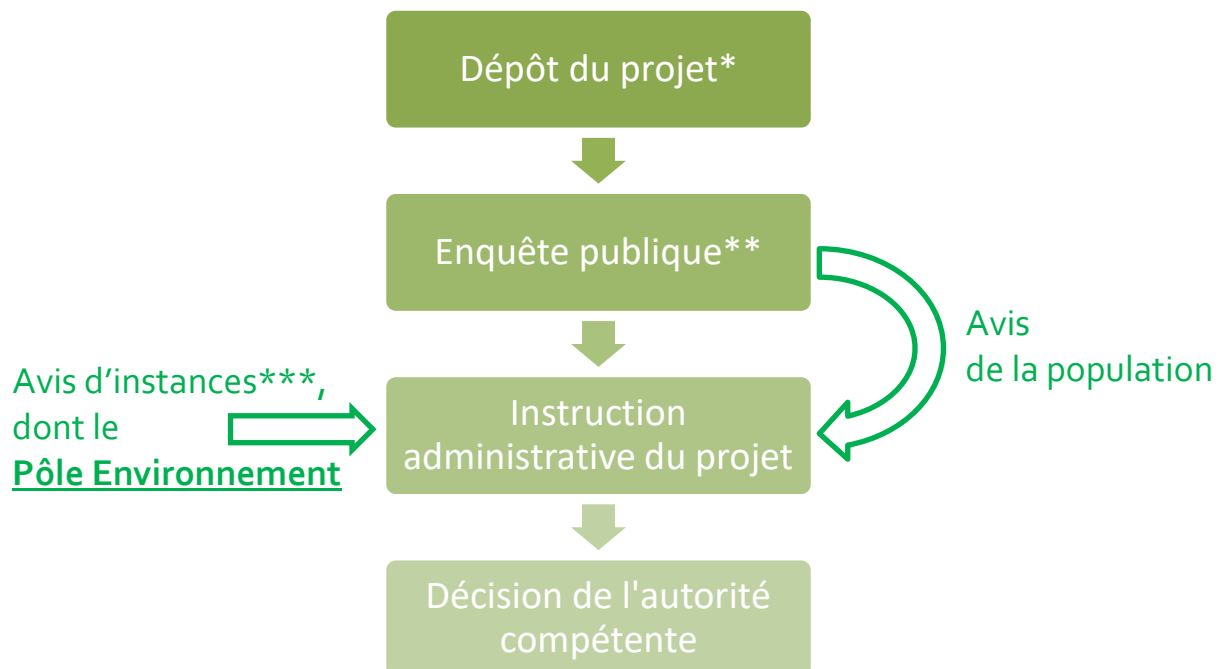 Dépôt du projet*
Enquête publique**
Avis
de la population
Avis d’instances***,
dont le
Pôle Environnement
Instruction
administrative du projet
Décision de l'autorité
compétente